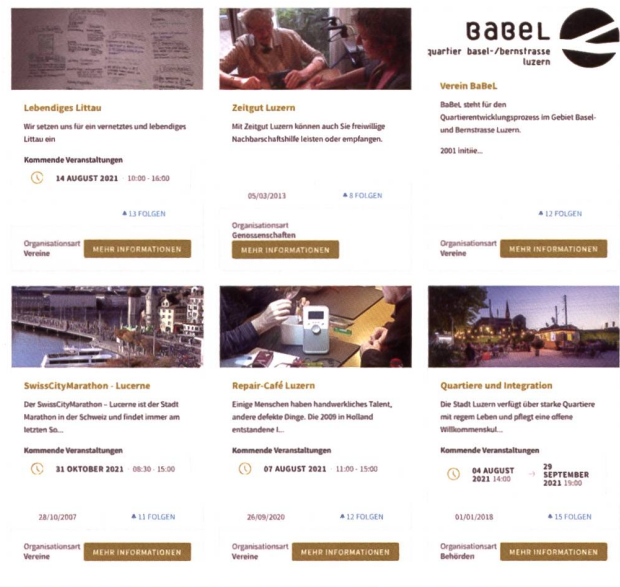 Lebendiges Littau
Wir setzen uns für ein vernetztes und lebendiges
Littau ein
Kommende Veranstaltungen
14 AUGUST 2021 · 10:00 - 16:00
13 FOLGEN
Organisationsart
Vereine
MEHR INFORMATIONEN
Zeitgut Luzern
Mit Zeitgut Luzern können auch Sie freiwillige
Nachbarschaftshilfe leisten oder empfangen.
05/03/2013
8 FOLGEN
Organisationsart
Genossenschaften
MEHR INFORMATIONEN
BaBeL
quartier basel-/bernstrasse
luzern
Verein BaBeL
BaBeL steht für den
Quartierentwicklungsprozess im Gebiet Basel-
und Bernstrasse Luzern.
2001 initiie...
12 FOLGEN
Organisationsart
Vereine
MEHR INFORMATIONEN
SwissCityMarathon - Lucerne
Der SwissCityMarathon – Lucerne ist der Stadt
Marathon in der Schweiz und findet immer am
letzten So...
Kommende Veranstaltungen
31 OKTOBER 2021 · 08:30 - 15:00
28/10/2007
11 FOLGEN
Organisationsart
Vereine
MEHR INFORMATIONEN
Repair-Café Luzern
Einige Menschen haben handwerkliches Talent,
andere defekte Dinge. Die 2009 in Holland
entstandene I...
Kommende Veranstaltungen
07 AUGUST 2021 · 11:00 - 15:00
26/09/2020
12 FOLGEN
Organisationsart
Vereine
MEHR INFORMATIONEN
Quartiere und Integration
Die Stadt Luzern verfügt über starke Quartiere
mit regem Leben und pflegt eine offene
Willkommenskul...
Kommende Veranstaltungen
04 AUGUST
2021 14:00
29
SEPTEMBER
2021 19:00
01/01/2018
15 FOLGEN
Organisationsart
Behörden
MEHR INFORMATIONEN